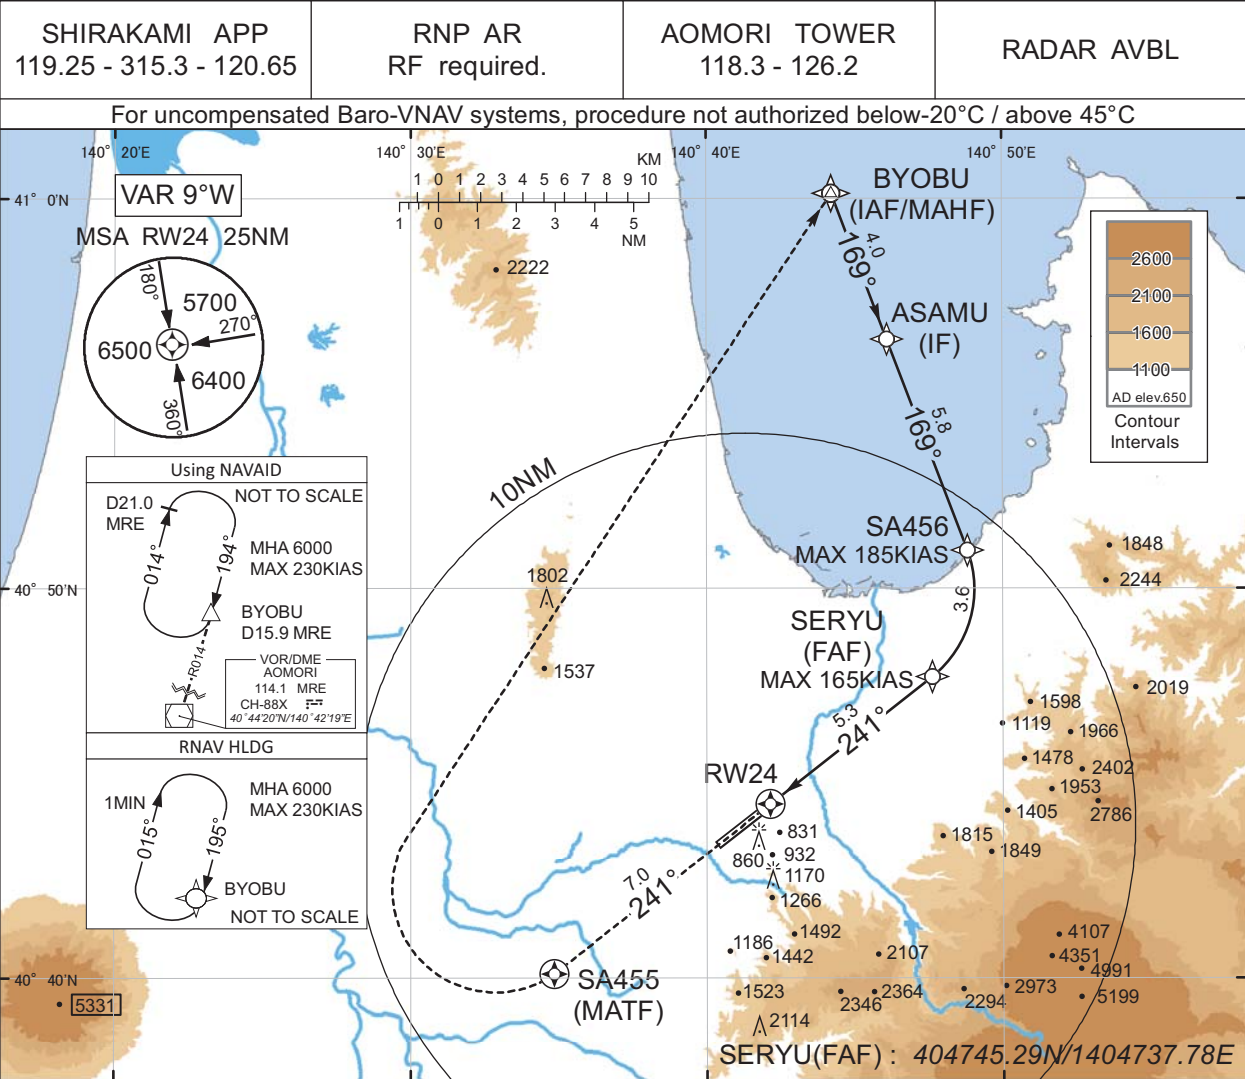 SHIRAKAMI APP
119.25 - 315.3 - 120.65
RNP AR
RF required.
AOMORI TOWER
118.3 - 126.2
RADAR AVBL
For uncompensated Baro-VNAV systems, procedure not authorized below-20°C / above 45°C
140° 20'E
140° 30'E
140° 40'E
140° 50'E
41° 0'N
VAR 9°W
MSA RW24 25NM
180°
5700
270°
6500
6400
360°
KM
1 0 1 2 3 4 5 6 7 8 9 10
1 0 1 2 3 4 5
NM
2222
BYOBU
(IAF/MAHF)
4.0
169°
ASAMU
(IF)
5.8
169°
2600
2100
1600
1100
AD elev.650
Contour
Intervals
Using NAVAID
NOT TO SCALE
D21.0
MRE
014°
194°
MHA 6000
MAX 230KIAS
BYOBU
D15.9 MRE
R014
VOR/DME
AOMORI
114.1 MRE
CH-88X
40°44'20"N/140°42'19"E
RNAV HLDG
1MIN
015°
195°
MHA 6000
MAX 230KIAS
BYOBU
NOT TO SCALE
10NM
SA456
MAX 185KIAS
1848
2244
40° 50'N
1802
1537
3.6
SERYU
(FAF)
MAX 165KIAS
5.3
241°
2019
1598
1119
1966
1478
2402
1953
1405
2786
1815
1849
RW24
831
860
932
1170
1266
7.0
241°
1492
1186
1442
2107
4107
4351
4991
40° 40'N
5331
SA455
(MATF)
1523
2346
2364
2294
2973
5199
2114
SERYU(FAF) : 404745.29N/1404737.78E